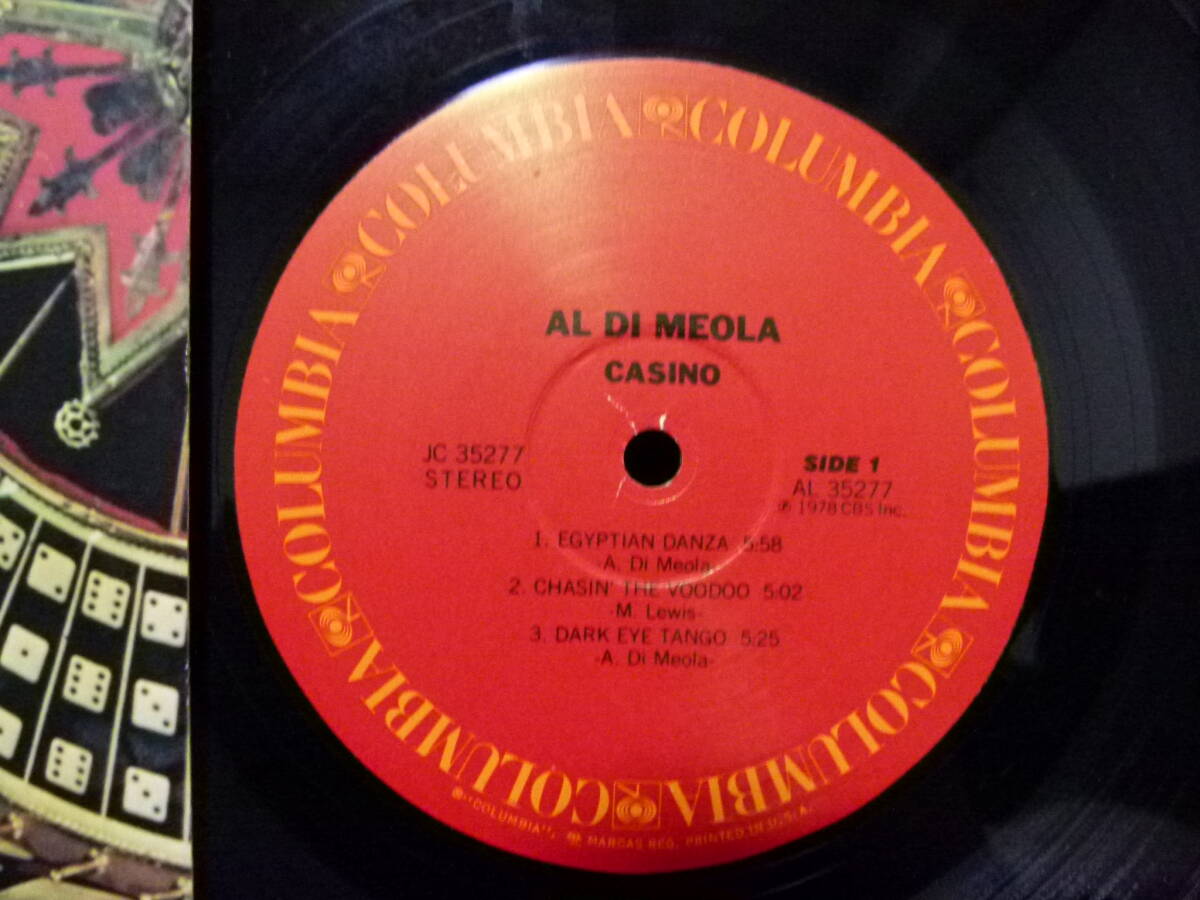 COLUMBIA COLUMBIA COLUMBIA COLUMBIA COLUMBIA COLUMBIA COLUMBIA COLUMBIA
AL DI MEOLA
CASINO
JC 35277
STEREO
SIDE 1
AL 35277
℗ 1978 CBS Inc.
1. EGYPTIAN DANZA 5:58
-A. Di Meola-
2. CHASIN' THE VOODOO 5:02
-M. Lewis-
3. DARK EYE TANGO 5:25
-A. Di Meola-
®"COLUMBIA", ® MARCAS REG. PRINTED IN U.S.A.